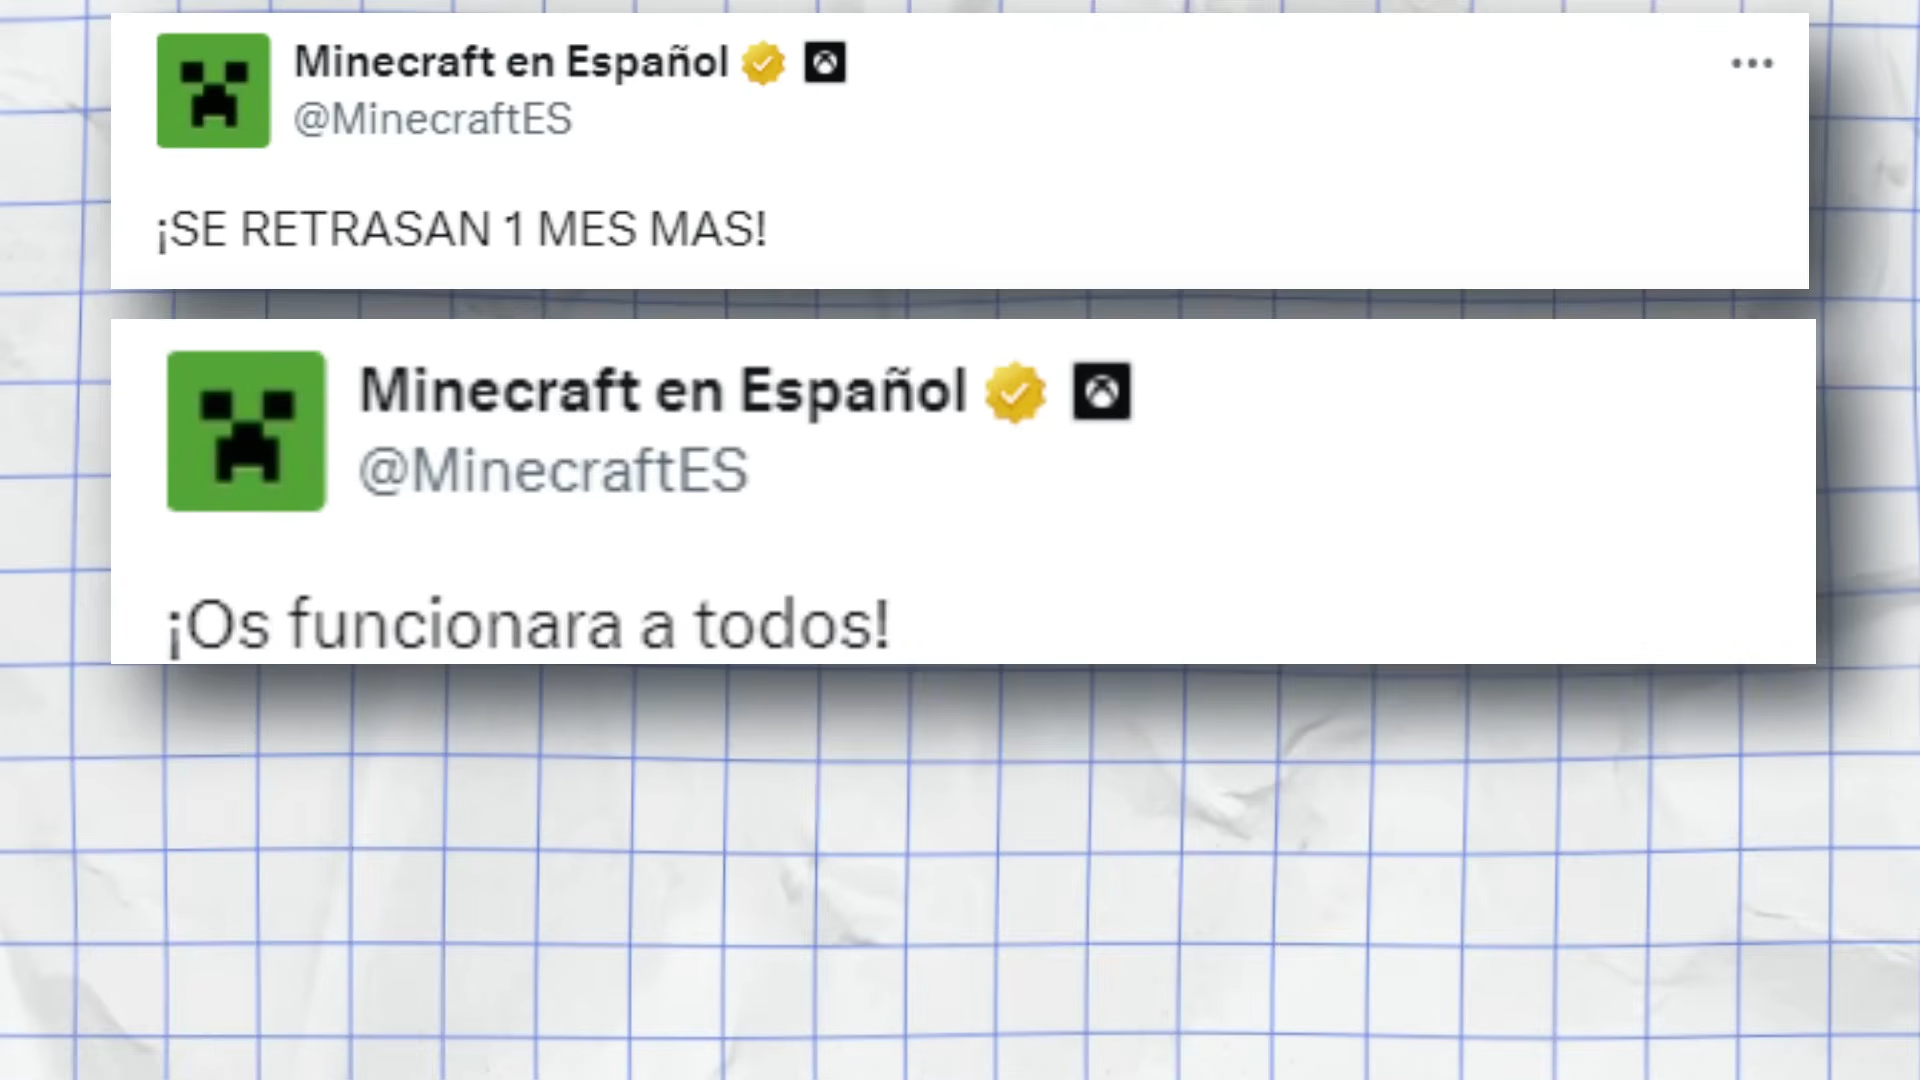 Minecraft en Español
@MinecraftES
¡SE RETRASAN 1 MES MAS!
Minecraft en Español
@MinecraftES
¡Os funcionara a todos!